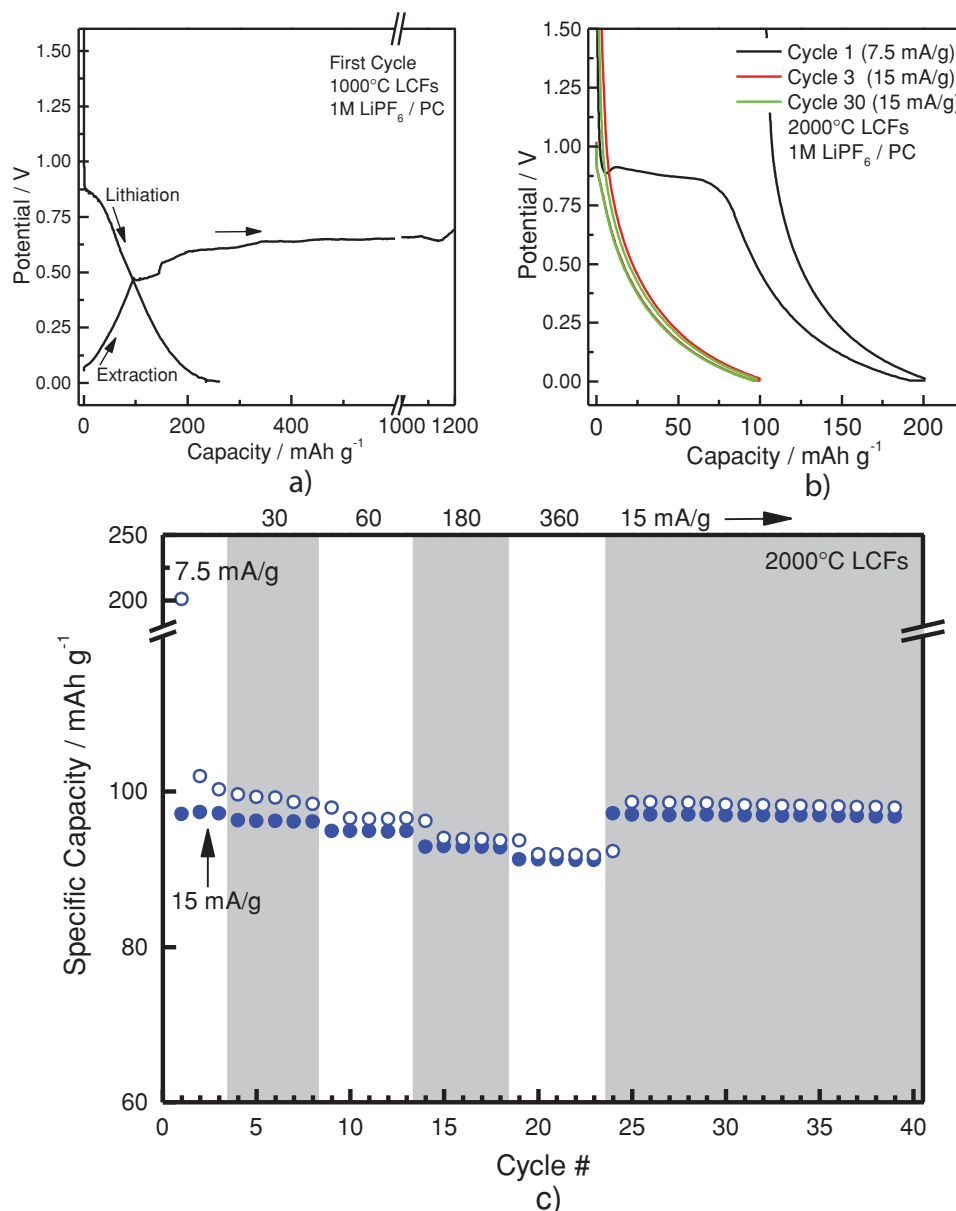 1.50
1.25
1.00
0.75
0.50
0.25
0.00
Potential / V
First Cycle
1000°C LCFs
1M LiPF6 / PC
Lithiation
Extraction
0 200 400 1000 1200
Capacity / mAh g-1
a)
1.50
1.25
1.00
0.75
0.50
0.25
0.00
Potential / V
Cycle 1 (7.5 mA/g)
Cycle 3 (15 mA/g)
Cycle 30 (15 mA/g)
2000°C LCFs
1M LiPF6 / PC
0 50 100 150 200
Capacity / mAh g-1
b)
30 60 180 360 15 mA/g
250
200
100
80
60
Specific Capacity / mAh g-1
7.5 mA/g
2000°C LCFs
15 mA/g
0 5 10 15 20 25 30 35 40
Cycle #
c)